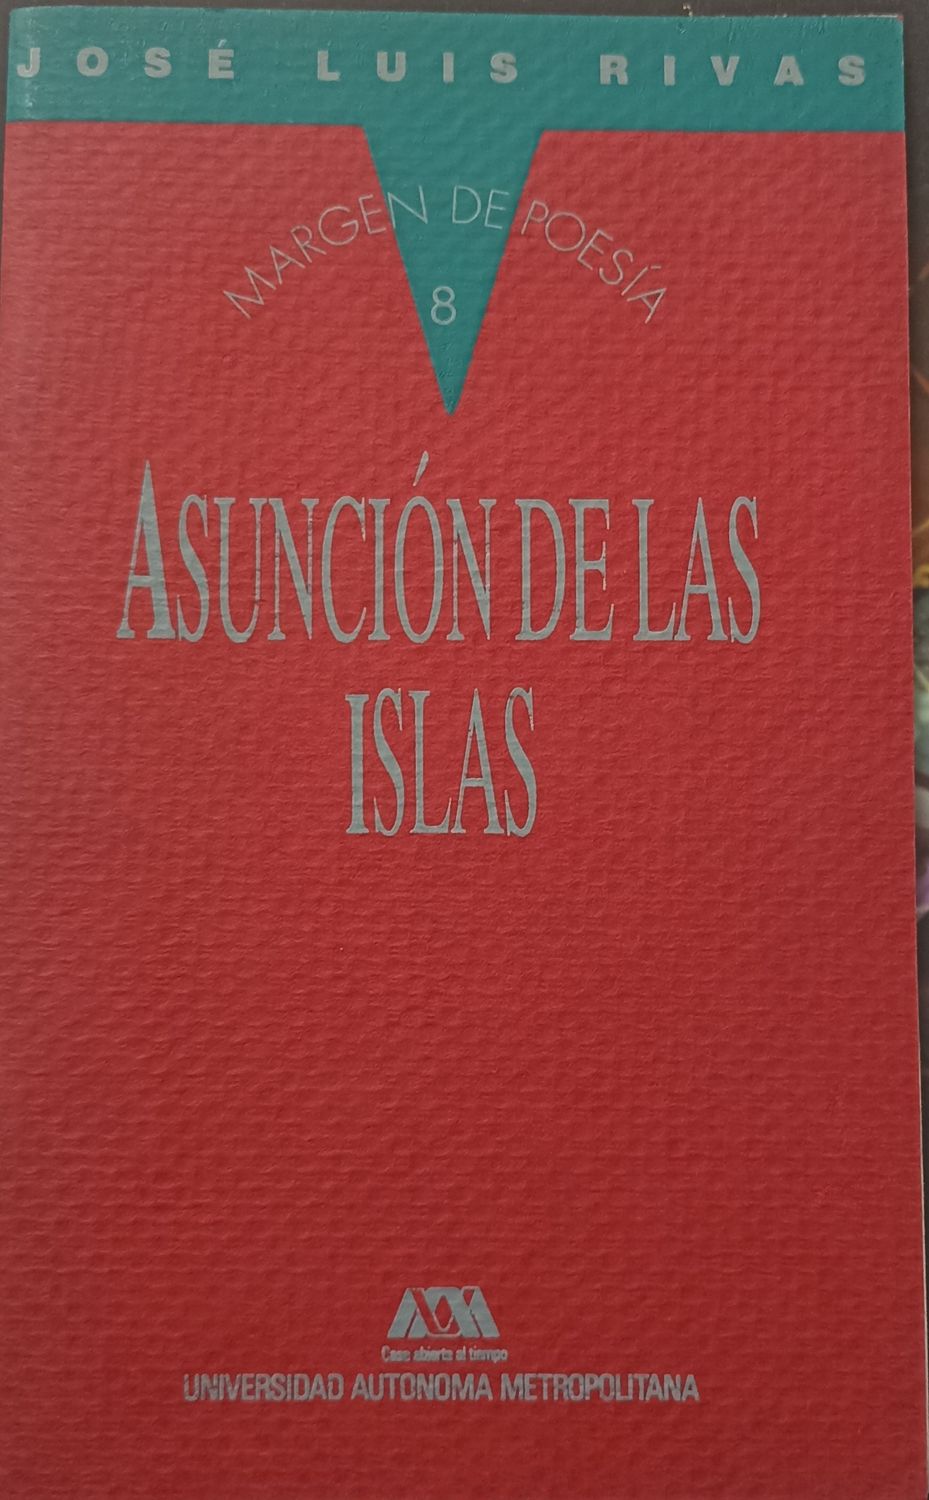 JOSÉ LUIS RIVAS
MARGEN DE POESÍA
8
ASUNCIÓN DE LAS
ISLAS
Casa abierta al tiempo
UNIVERSIDAD AUTONOMA METROPOLITANA